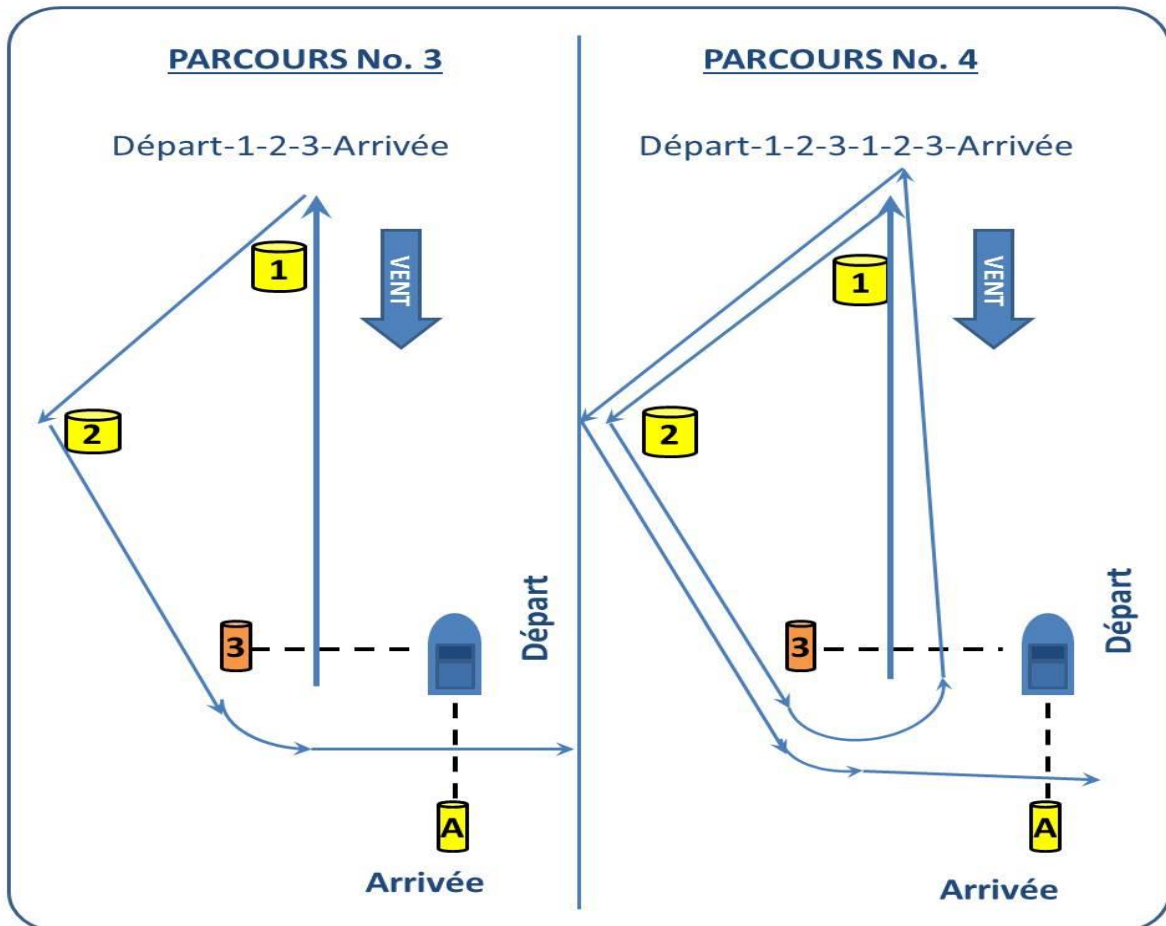 PARCOURS No. 3
Départ-1-2-3-Arrivée
1
VENT
2
3
Départ
A
Arrivée
PARCOURS No. 4
Départ-1-2-3-1-2-3-Arrivée
1
VENT
2
3
Départ
A
Arrivée